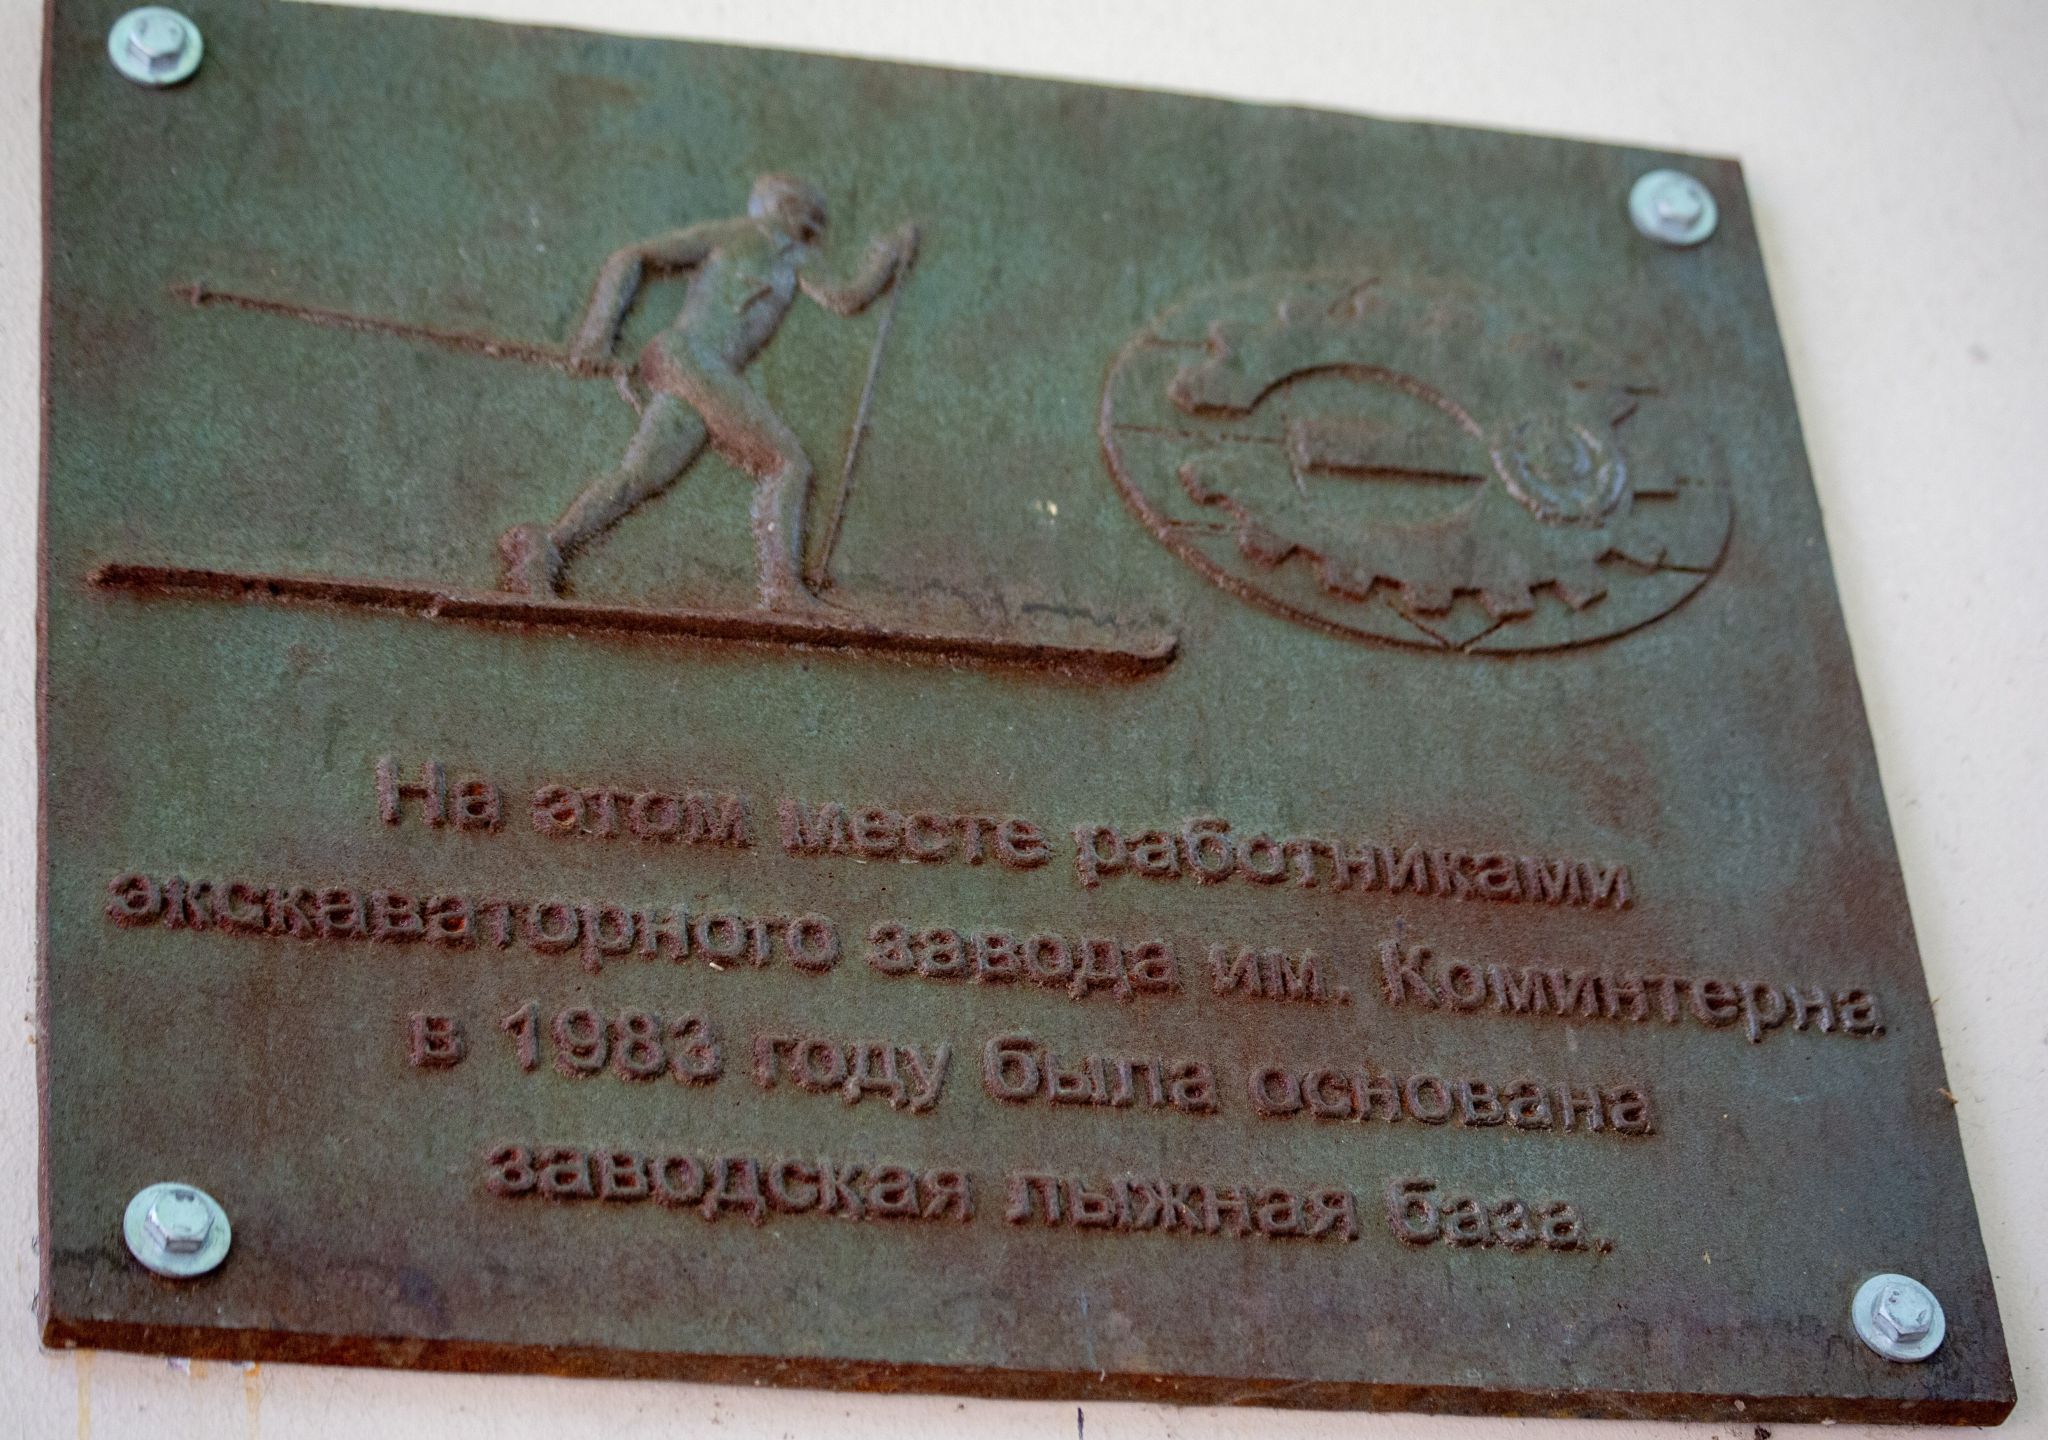 На этом месте работниками
экскаваторного завода им. Коминтерна
в 1983 году была основана
заводская лыжная база.